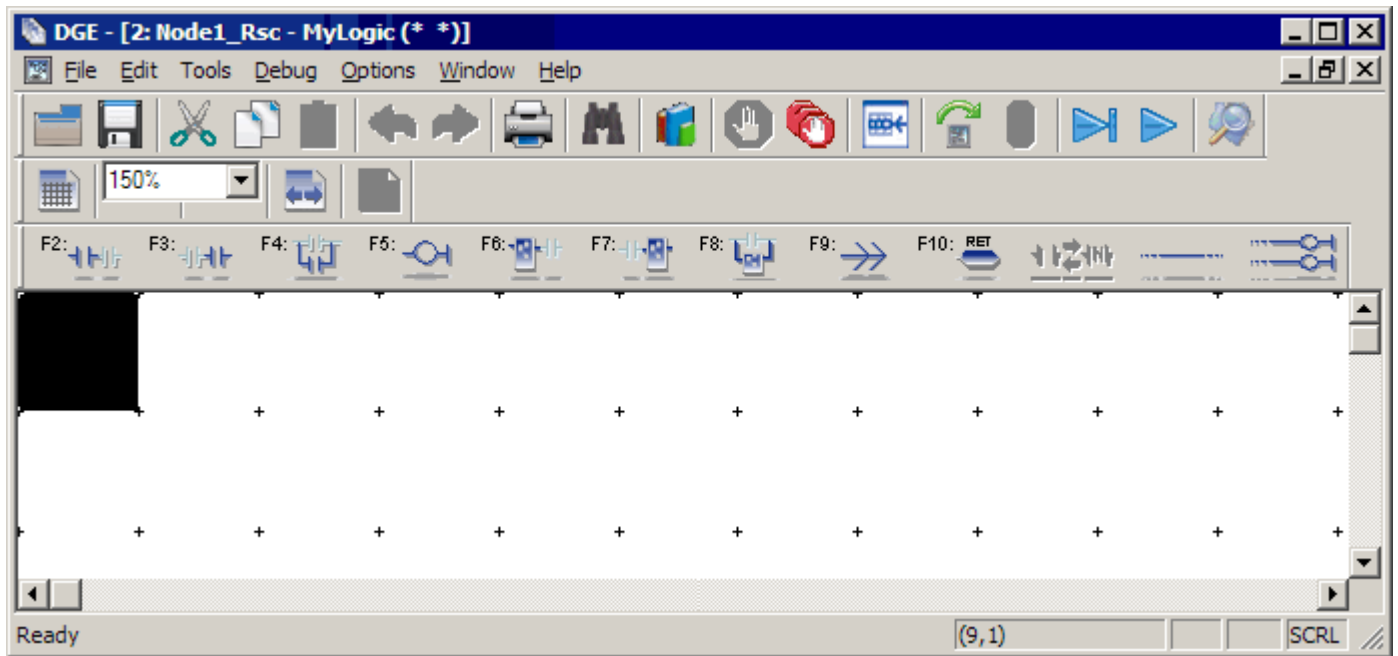 DGE - [2: Node1_Rsc - MyLogic (* *)]
File Edit Tools Debug Options Window Help
150%
F2: F3: F4: F5: F6: F7: F8: F9: F10: RET
Ready (9,1) SCRL